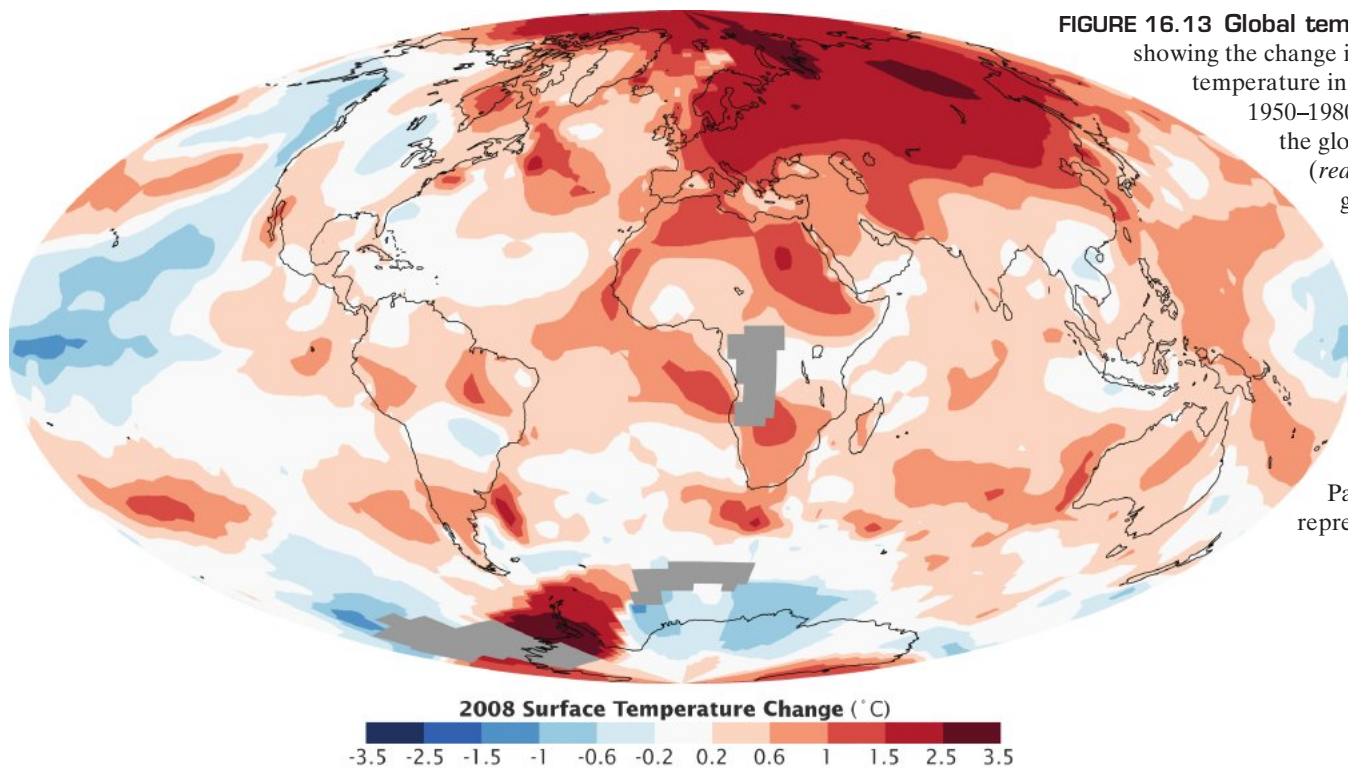 FIGURE 16.13 Global tem
showing the change i
temperature in
1950–1980
the glo
(rea
g
Pa
repre
2008 Surface Temperature Change (˚C)
-3.5 -2.5 -1.5 -1 -0.6 -0.2 0.2 0.6 1 1.5 2.5 3.5